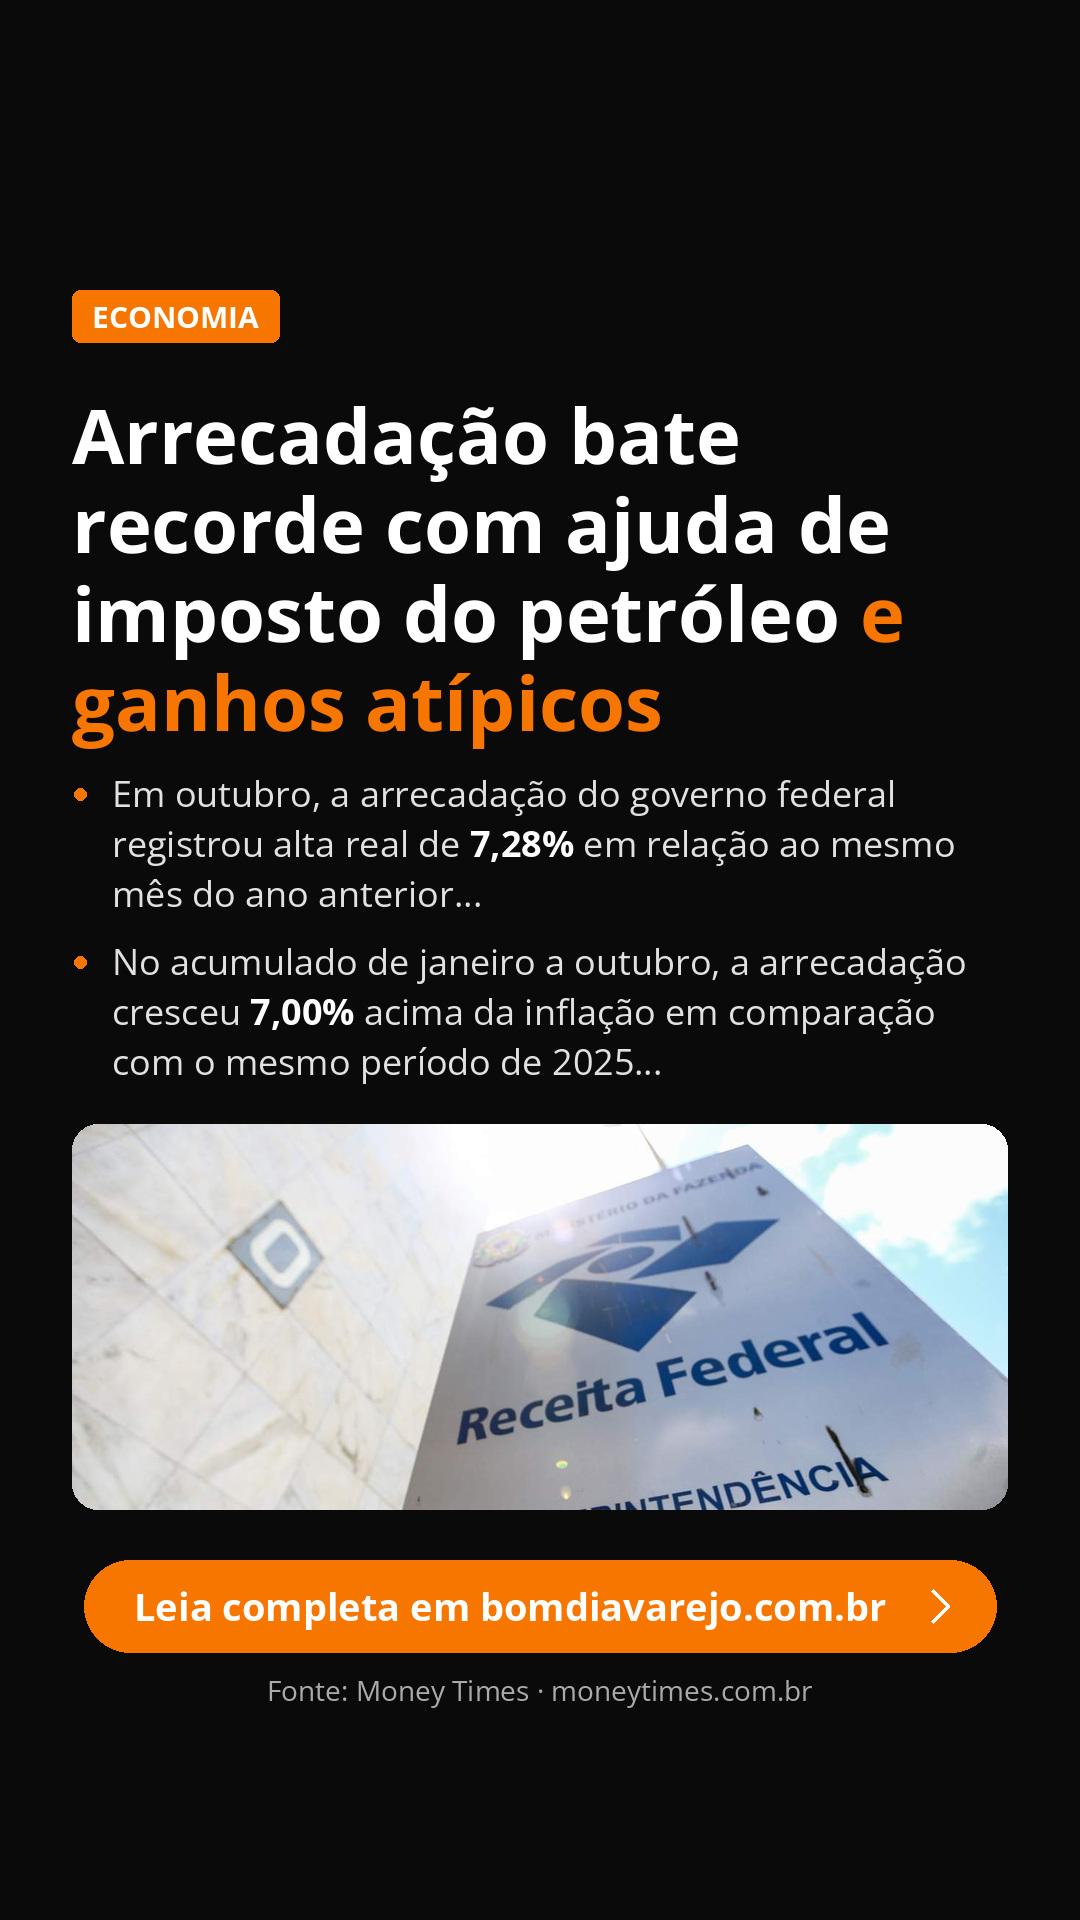 ECONOMIA
Arrecadação bate
recorde com ajuda de
imposto do petróleo e
ganhos atípicos
Em outubro, a arrecadação do governo federal
registrou alta real de 7,28% em relação ao mesmo
mês do ano anterior...
No acumulado de janeiro a outubro, a arrecadação
cresceu 7,00% acima da inflação em comparação
com o mesmo período de 2025...
MINISTÉRIO DA FAZENDA
Receita Federal
Leia completa em bomdiavarejo.com.br
Fonte: Money Times · moneytimes.com.br